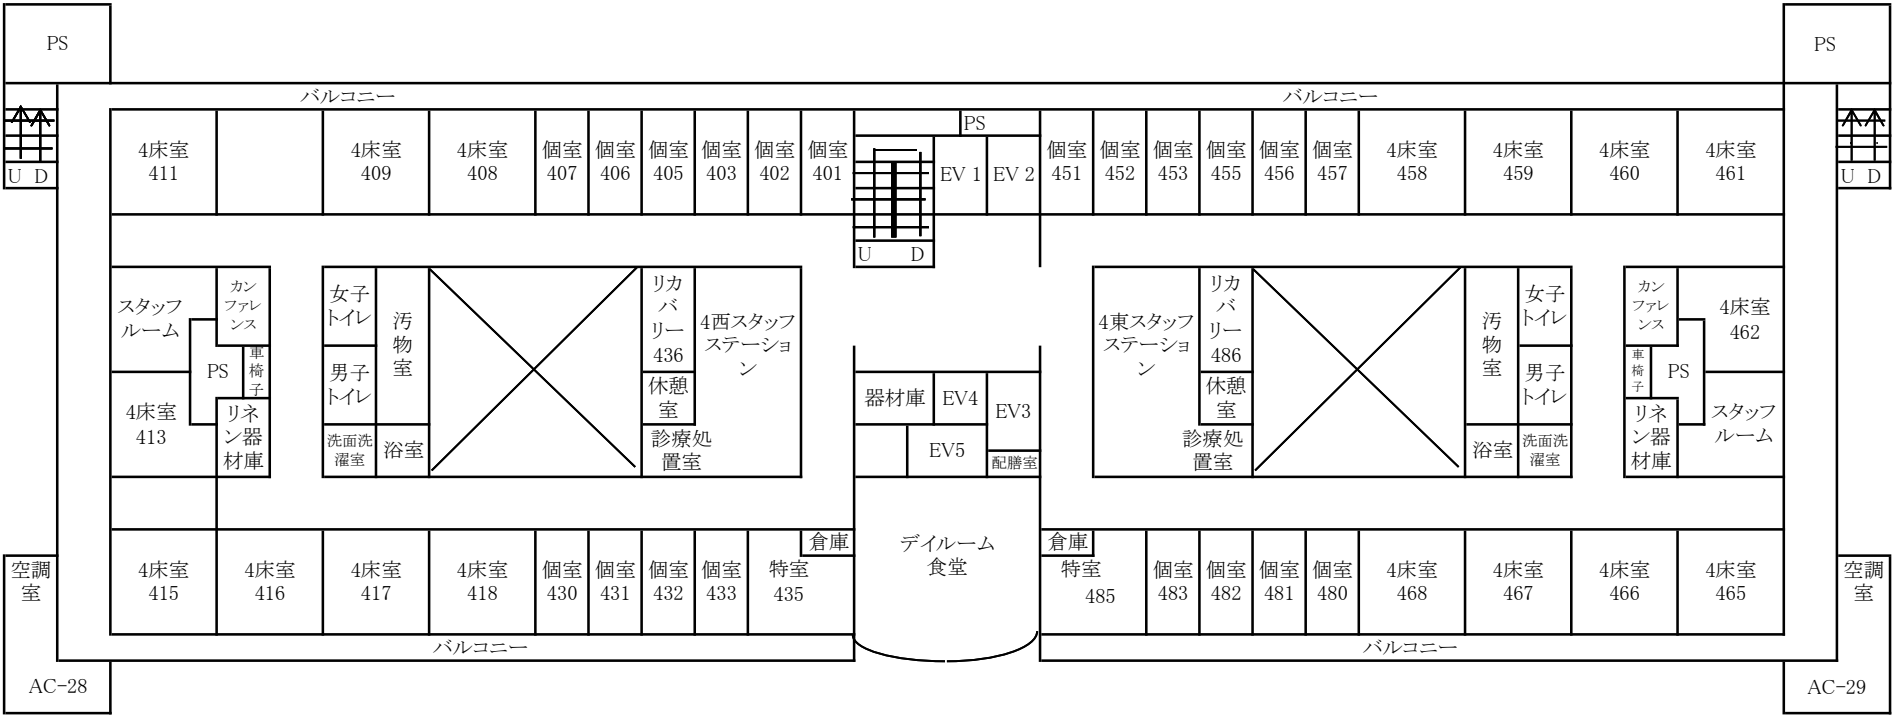 PS
PS
バルコニー
バルコニー
PS
4床室
411
4床室
409
4床室
408
個室
407
個室
406
個室
405
個室
403
個室
402
個室
401
EV 1
EV 2
個室
451
個室
452
個室
453
個室
455
個室
456
個室
457
4床室
458
4床室
459
4床室
460
4床室
461
U D
U D
U D
スタッフ
ルーム
カン
ファレ
ンス
PS
車
椅
子
4床室
413
リネ
ン器
材庫
女子
トイレ
男子
トイレ
汚
物
室
洗面洗
濯室
浴室
リカ
バ
リー
436
休憩
室
診療処
置室
4西スタッフ
ステーショ
ン
器材庫
EV4
EV3
EV5
配膳室
4東スタッフ
ステーショ
ン
リカ
バ
リー
486
休憩
室
診療処
置室
汚
物
室
女子
トイレ
男子
トイレ
浴室
洗面洗
濯室
カン
ファレ
ンス
車
椅
子
PS
リネ
ン器
材庫
4床室
462
スタッフ
ルーム
空調
室
4床室
415
4床室
416
4床室
417
4床室
418
個室
430
個室
431
個室
432
個室
433
特室
435
倉庫
デイルーム
食堂
倉庫
特室
485
個室
483
個室
482
個室
481
個室
480
4床室
468
4床室
467
4床室
466
4床室
465
空調
室
バルコニー
バルコニー
AC-28
AC-29